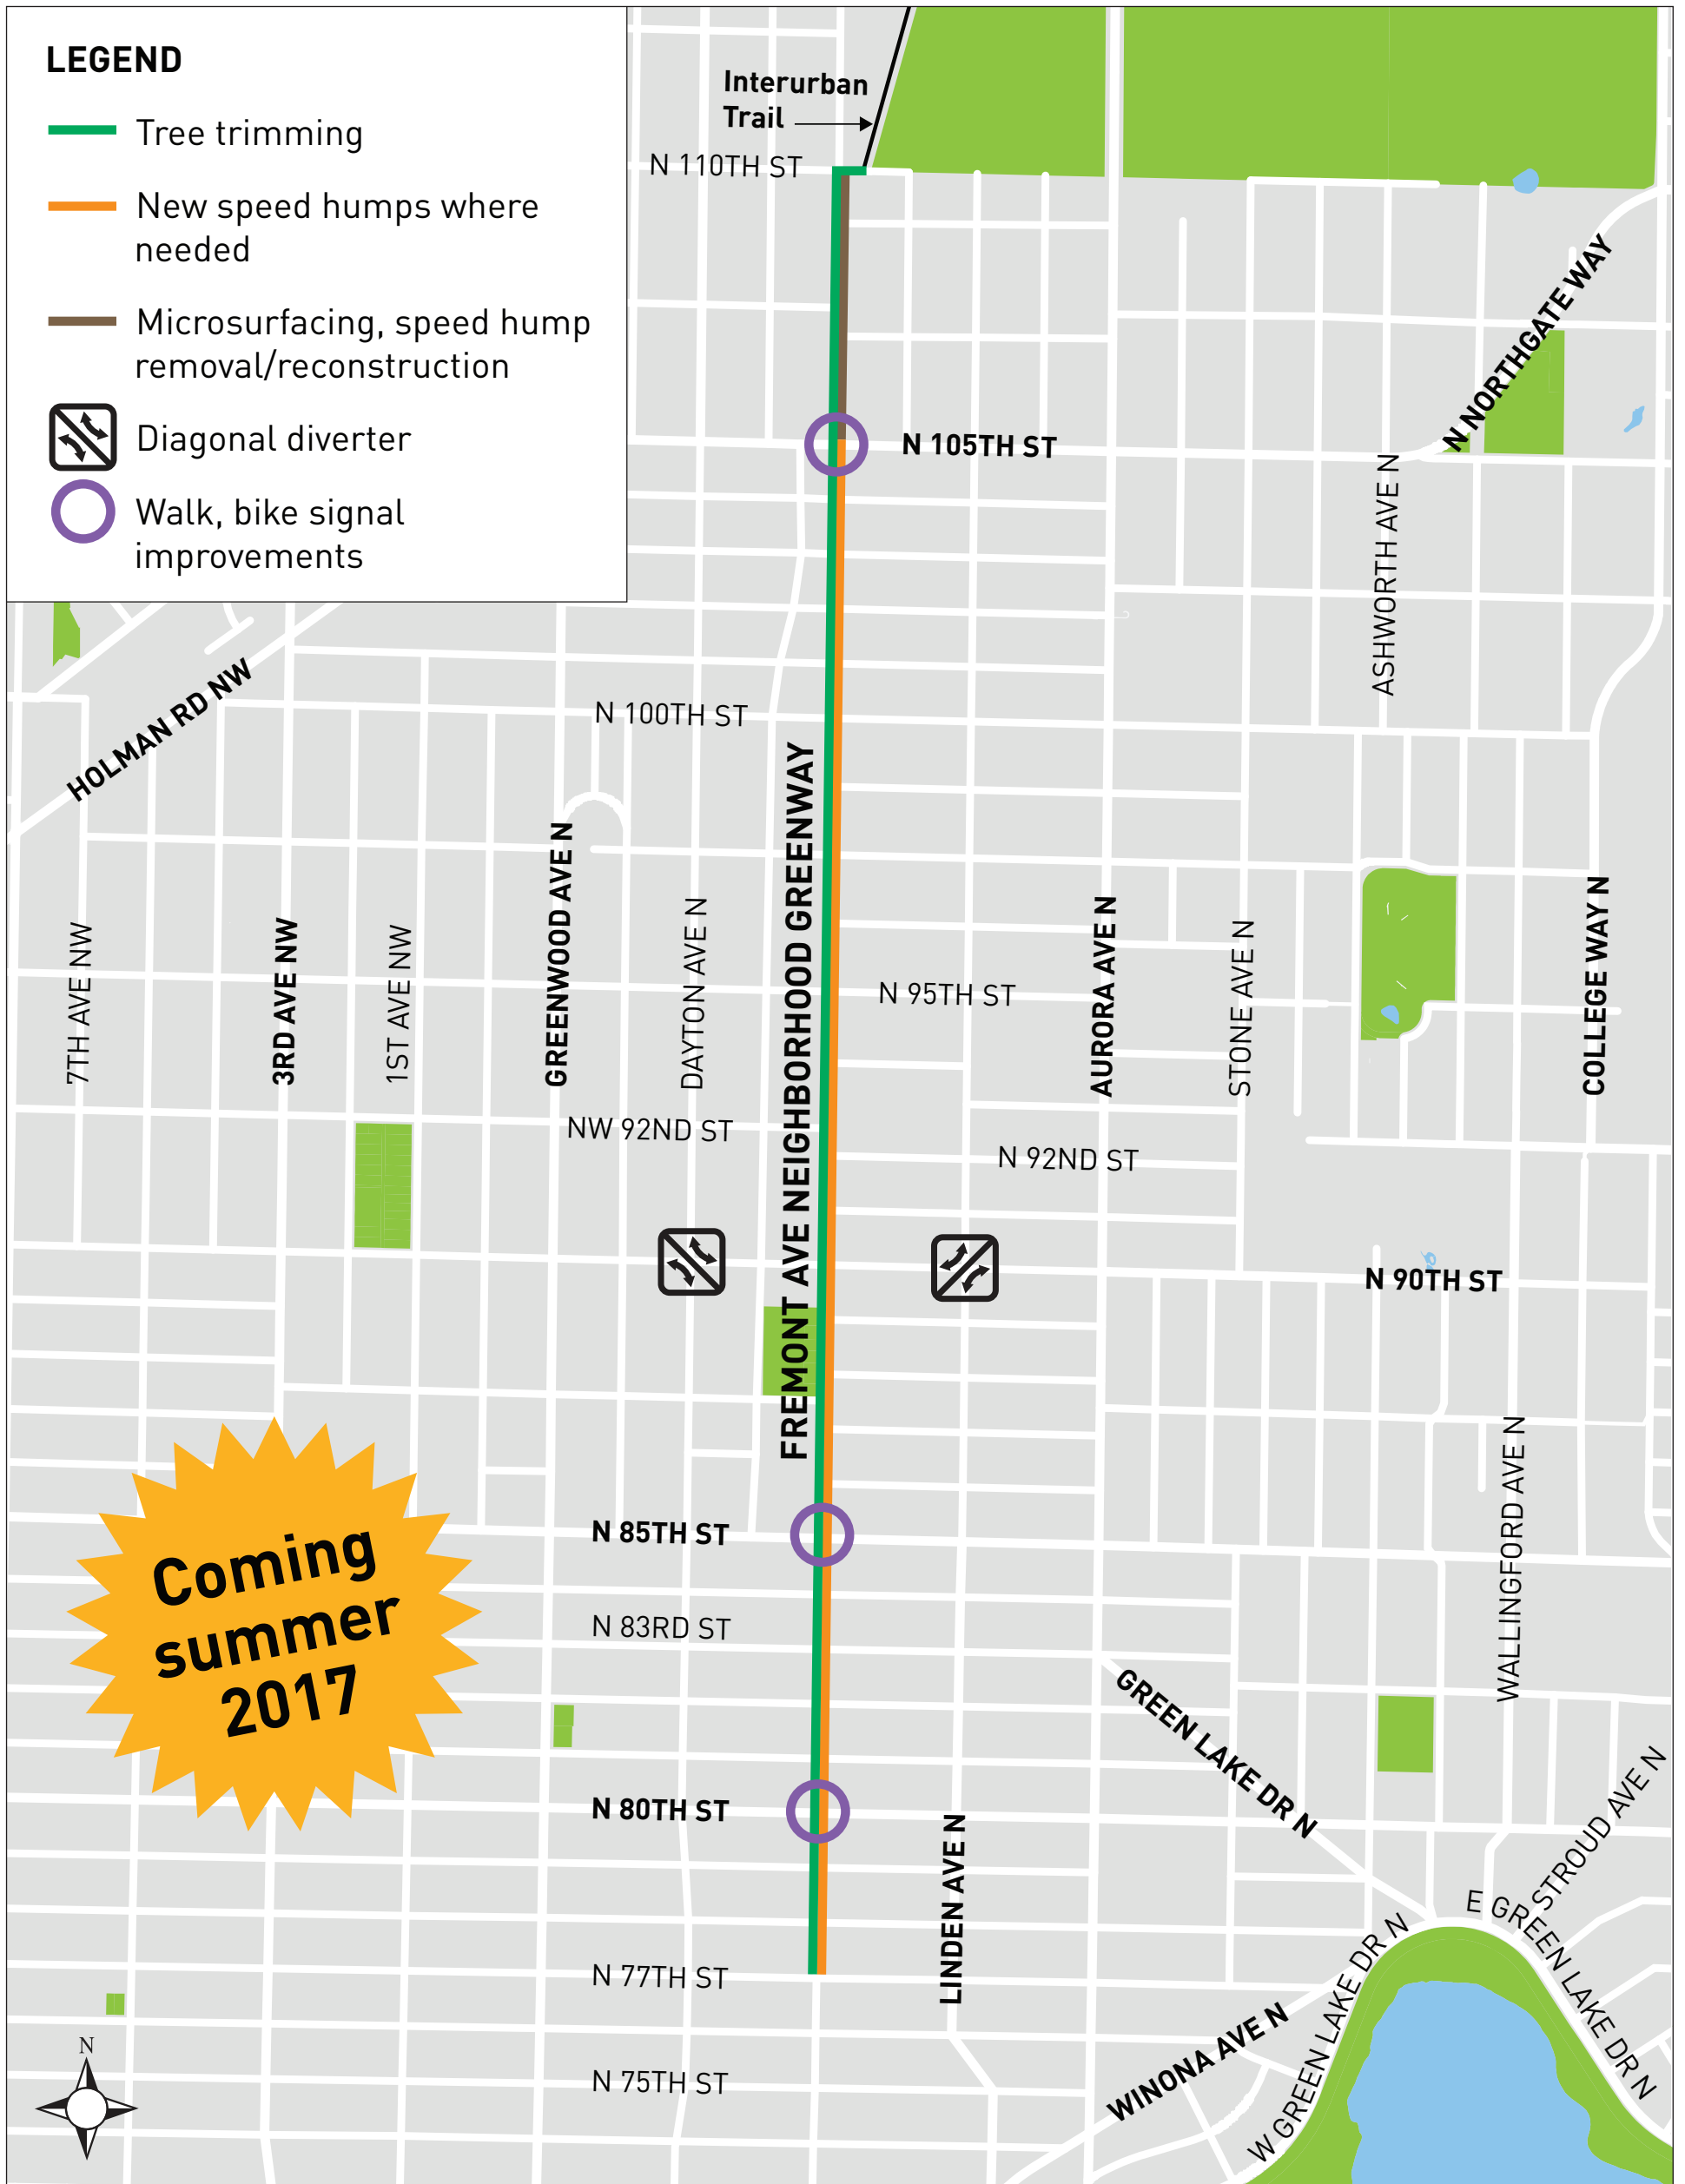 LEGEND
Tree trimming
New speed humps where
needed
Microsurfacing, speed hump
removal/reconstruction
Diagonal diverter
Walk, bike signal
improvements
Interurban
Trail
N 110TH ST
N NORTHGATE WAY
N 105TH ST
ASHWORTH AVE N
HOLMAN RD NW
N 100TH ST
FREMONT AVE NEIGHBORHOOD GREENWAY
7TH AVE NW
3RD AVE NW
1ST AVE NW
GREENWOOD AVE N
DAYTON AVE N
N 95TH ST
AURORA AVE N
STONE AVE N
COLLEGE WAY N
NW 92ND ST
N 92ND ST
N 90TH ST
Coming
summer
2017
N 85TH ST
WALLINGFORD AVE N
N 83RD ST
GREEN LAKE DR N
N 80TH ST
STROUD AVE N
LINDEN AVE N
E GREEN LAKE DR N
W GREEN LAKE DR N
N 77TH ST
WINONA AVE N
N
N 75TH ST